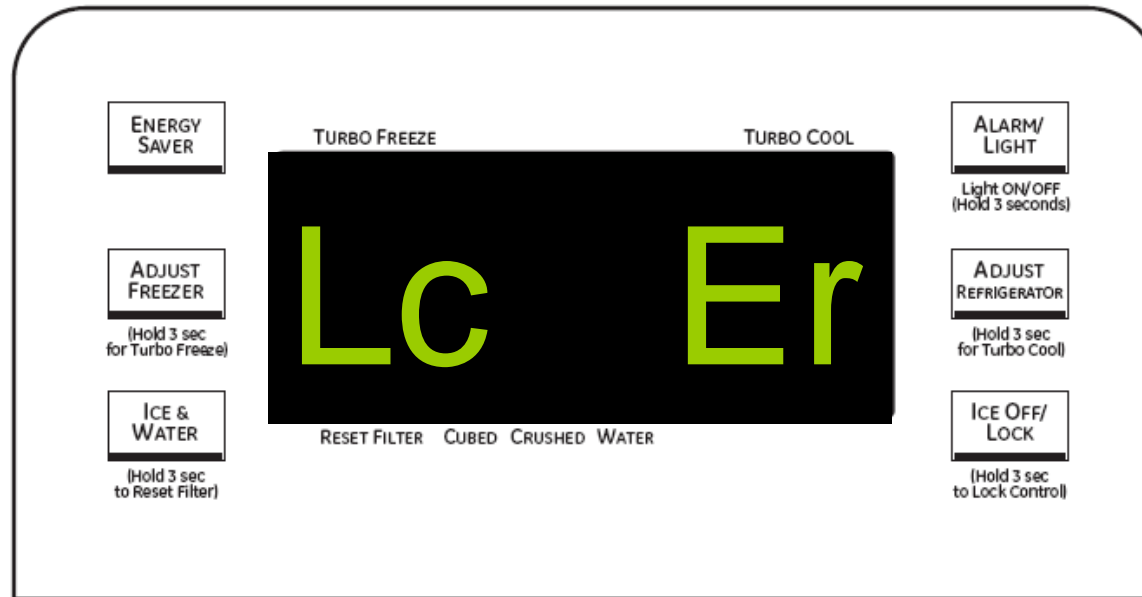 ENERGY
SAVER
TURBO FREEZE
TURBO COOL
ALARM/
LIGHT
Light ON/OFF
(Hold 3 seconds)
Lc Er
ADJUST
FREEZER
(Hold 3 sec
for Turbo Freeze)
ADJUST
REFRIGERATOR
(Hold 3 sec
for Turbo Cool)
ICE &
WATER
(Hold 3 sec
to Reset Filter)
RESET FILTER CUBED CRUSHED WATER
ICE OFF/
LOCK
(Hold 3 sec
to Lock Control)